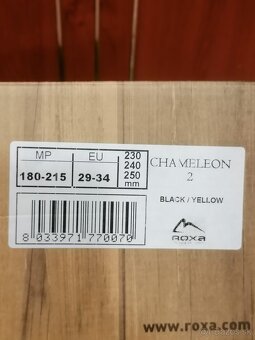 MP EU 230
240
180-215 29-34 250
mm
CHAMELEON
2
BLACK / YELLOW
8 033971 770070
ROXA
www.roxa.com